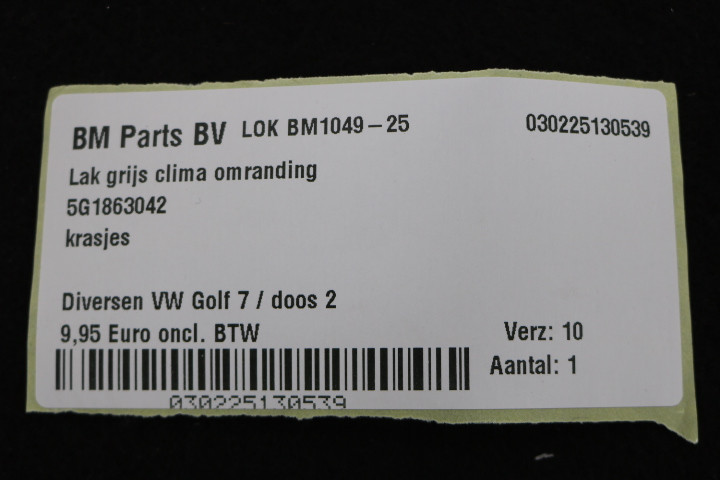 BM Parts BV LOK BM1049-25 030225130539
Lak grijs clima omranding
5G1863042
krasjes
Diversen VW Golf 7 / doos 2
9,95 Euro oncl. BTW Verz: 10
Aantal: 1
030225130539